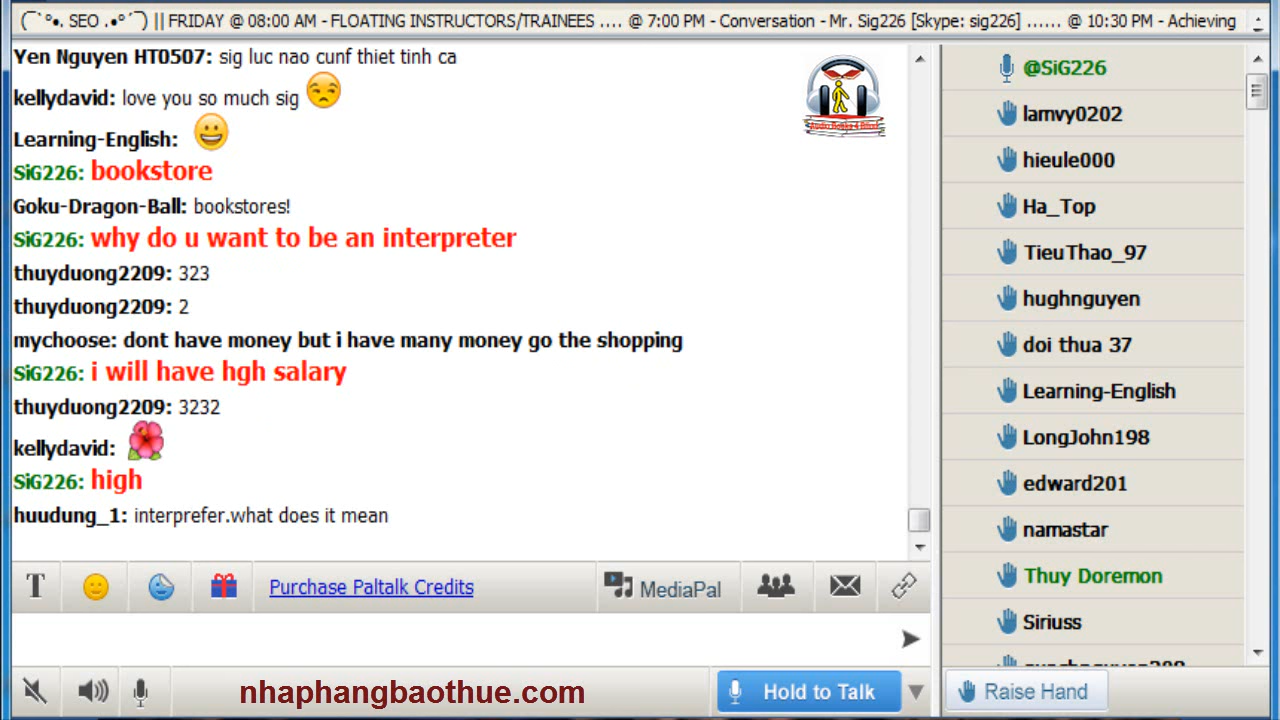 (¯`°•. SEO .•°´¯) || FRIDAY @ 08:00 AM - FLOATING INSTRUCTORS/TRAINEES .... @ 7:00 PM - Conversation - Mr. Sig226 [Skype: sig226] ...... @ 10:30 PM - Achieving
Yen Nguyen HT0507: sig luc nao cunf thiet tinh ca
kellydavid: love you so much sig
Learning-English:
SiG226: bookstore
Goku-Dragon-Ball: bookstores!
SiG226: why do u want to be an interpreter
thuyduong2209: 323
thuyduong2209: 2
mychoose: dont have money but i have many money go the shopping
SiG226: i will have hgh salary
thuyduong2209: 3232
kellydavid:
SiG226: high
huudung_1: interprefer.what does it mean
T
Purchase Paltalk Credits
MediaPal
nhaphangbaothue.com
Hold to Talk
@SiG226
lamvy0202
hieule000
Ha_Top
TieuThao_97
hughnguyen
doi thua 37
Learning-English
LongJohn198
edward201
namastar
Thuy Doremon
Siriuss
Raise Hand